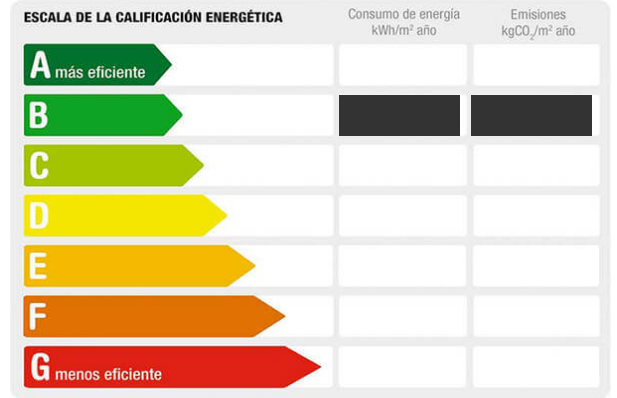 ESCALA DE LA CALIFICACIÓN ENERGÉTICA
Consumo de energía
kWh/m² año
Emisiones
kgCO₂/m² año
A más eficiente
B
C
D
E
F
G menos eficiente